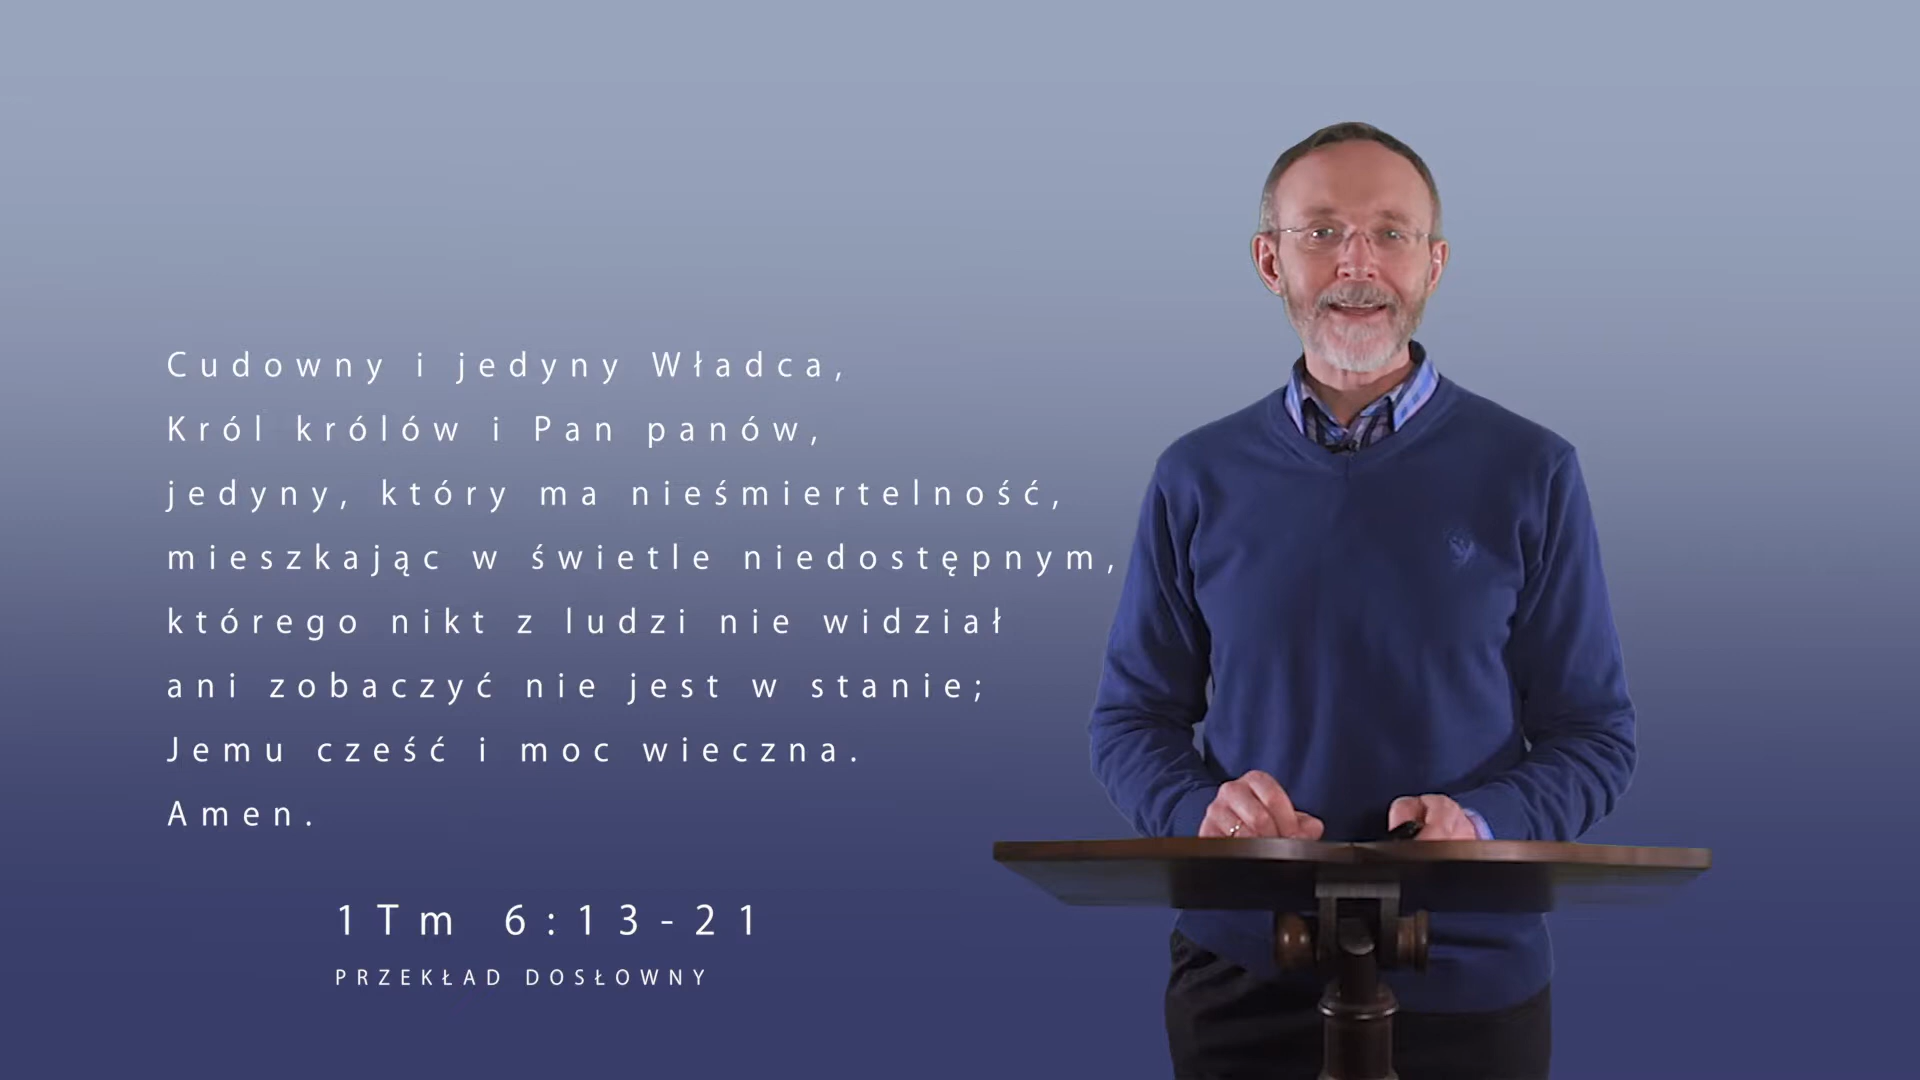 Cudowny i jedyny Władca,
Król królów i Pan panów,
jedyny, który ma nieśmiertelność,
mieszkając w świetle niedostępnym,
którego nikt z ludzi nie widział
ani zobaczyć nie jest w stanie;
Jemu cześć i moc wieczna.
Amen.
1Tm 6:13-21
PRZEKŁAD DOSŁOWNY